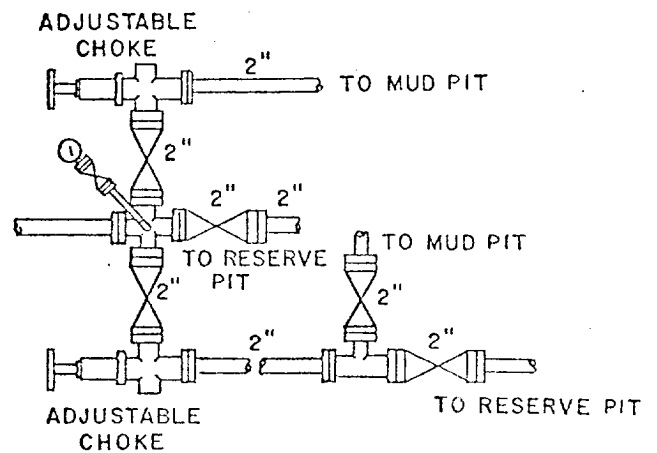 ADJUSTABLE
CHOKE
2"
TO MUD PIT
2"
1
2"
2"
TO RESERVE
PIT
TO MUD PIT
2"
2"
2"
2"
TO RESERVE PIT
ADJUSTABLE
CHOKE